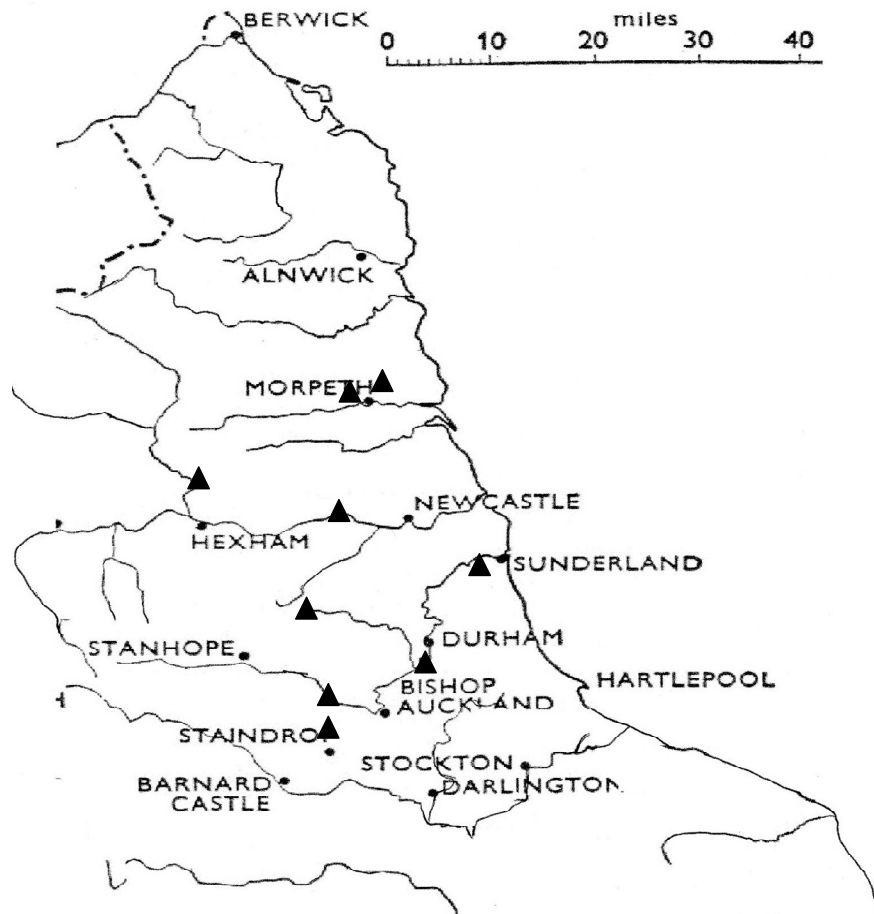 BERWICK
miles
0 10 20 30 40
ALNWICK
MORPETH
NEWCASTLE
HEXHAM
SUNDERLAND
DURHAM
STANHOPE
HARTLEPOOL
BISHOP
AUCKLAND
STOCKTON
BARNARD
CASTLE
DARLINGTON